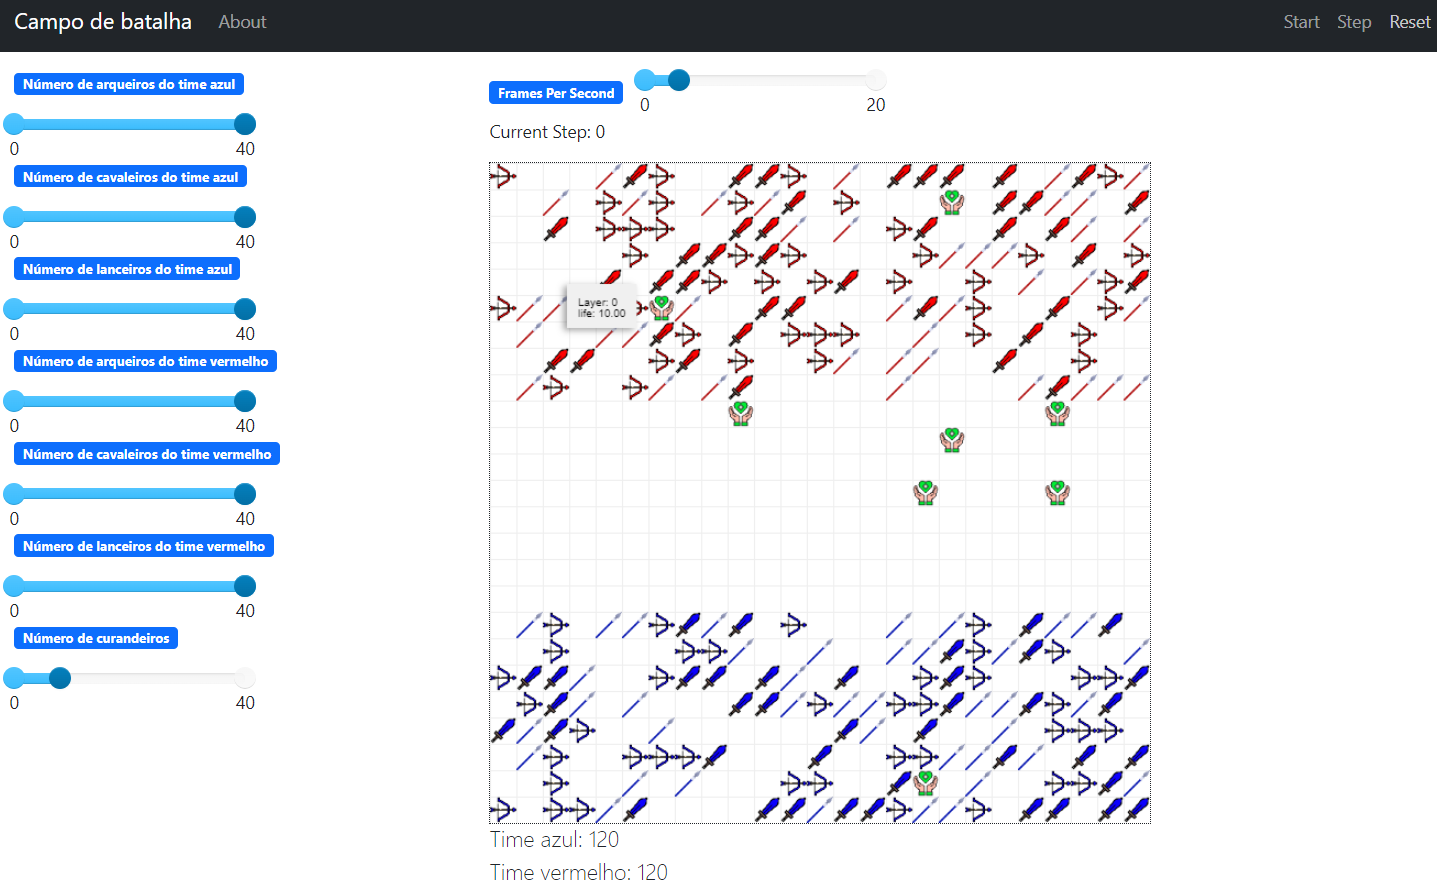 Campo de batalha About Start Step Reset
Número de arqueiros do time azul
0 40
Número de cavaleiros do time azul
0 40
Número de lanceiros do time azul
0 40
Número de arqueiros do time vermelho
0 40
Número de cavaleiros do time vermelho
0 40
Número de lanceiros do time vermelho
0 40
Número de curandeiros
0 40
Frames Per Second
0 20
Current Step: 0
Layer: 0
life: 10.00
Time azul: 120
Time vermelho: 120